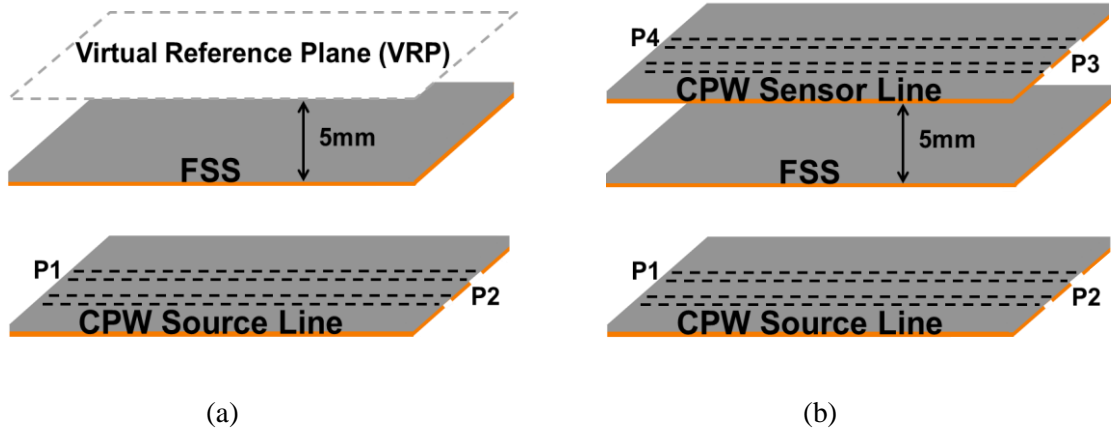 Virtual Reference Plane (VRP)
5mm
FSS
P1
P2
CPW Source Line
(a)
P4
P3
CPW Sensor Line
5mm
FSS
P1
P2
CPW Source Line
(b)